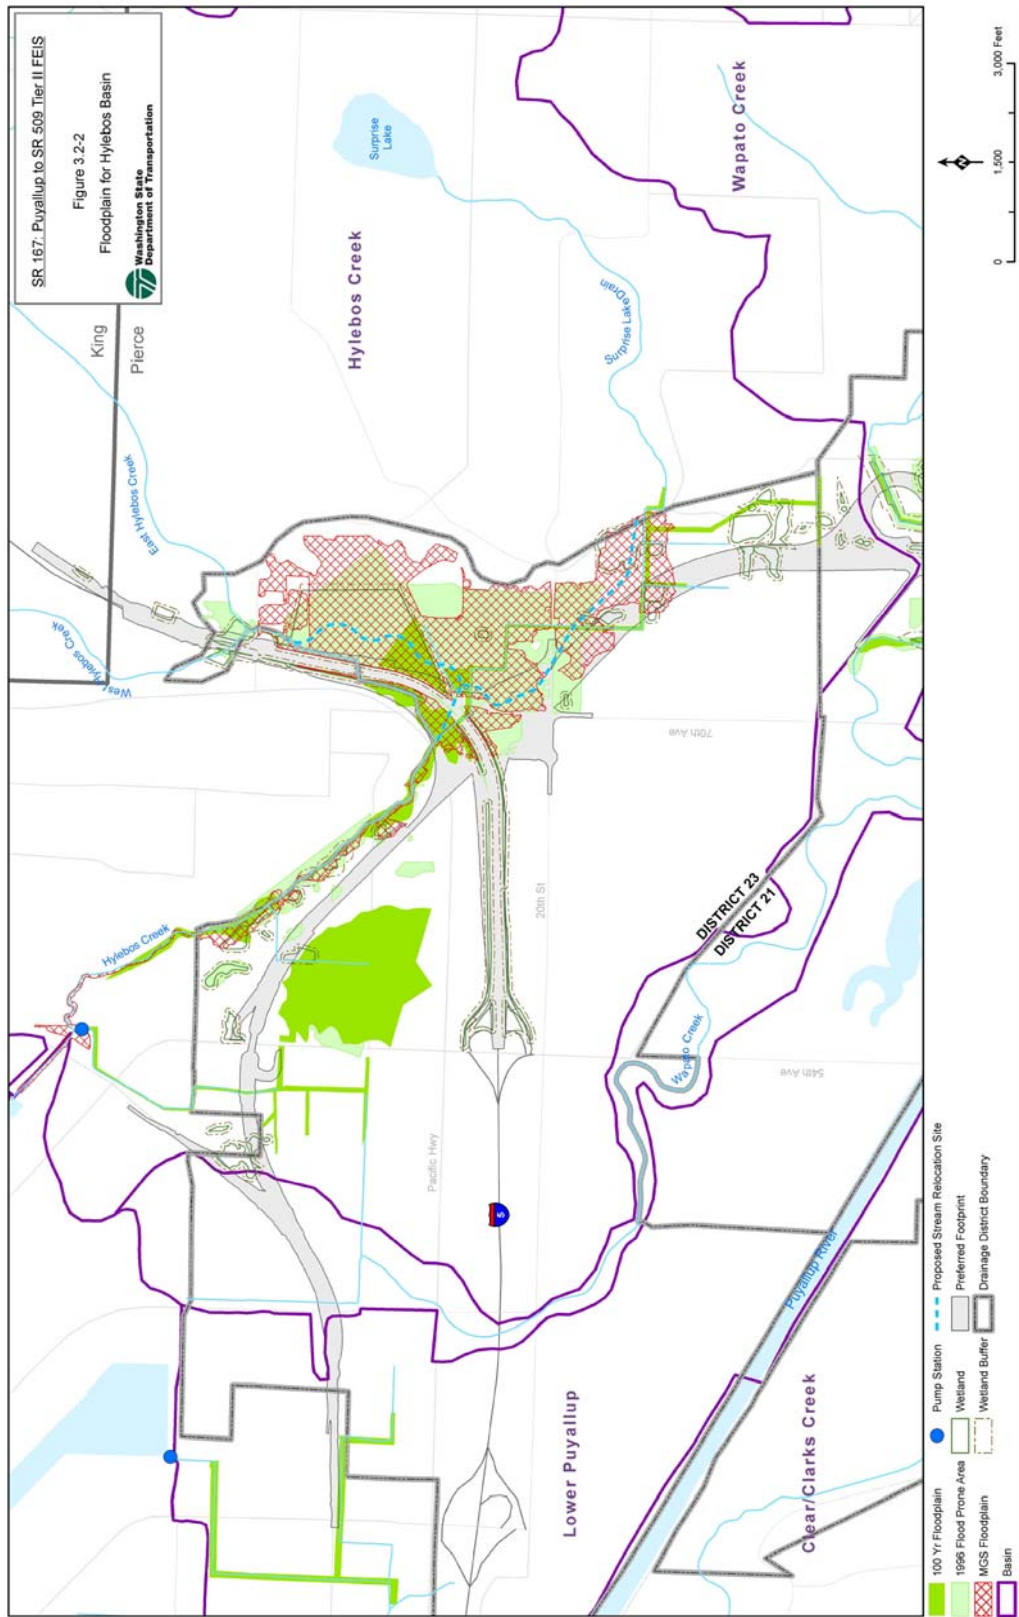 SR 167: Puyallup to SR 509 Tier II FEIS
Figure 3.2-2
Floodplain for Hylebos Basin
Washington State
Department of Transportation
King
Pierce
Surprise
Lake
Hylebos Creek
Wapato Creek
East Hylebos Creek
West Hylebos Creek
Surprise Lake Drain
Hylebos Creek
70th Ave
20th St
DISTRICT 23
DISTRICT 21
Wapato Creek
54th Ave
Pacific Hwy
5
Puyallup River
Lower Puyallup
Clear/Clarks Creek
100 Yr Floodplain
1996 Flood Prone Area
MGS Floodplain
Basin
Pump Station
Wetland
Wetland Buffer
Proposed Stream Relocation Site
Preferred Footprint
Drainage District Boundary
N
0 1,500 3,000 Feet